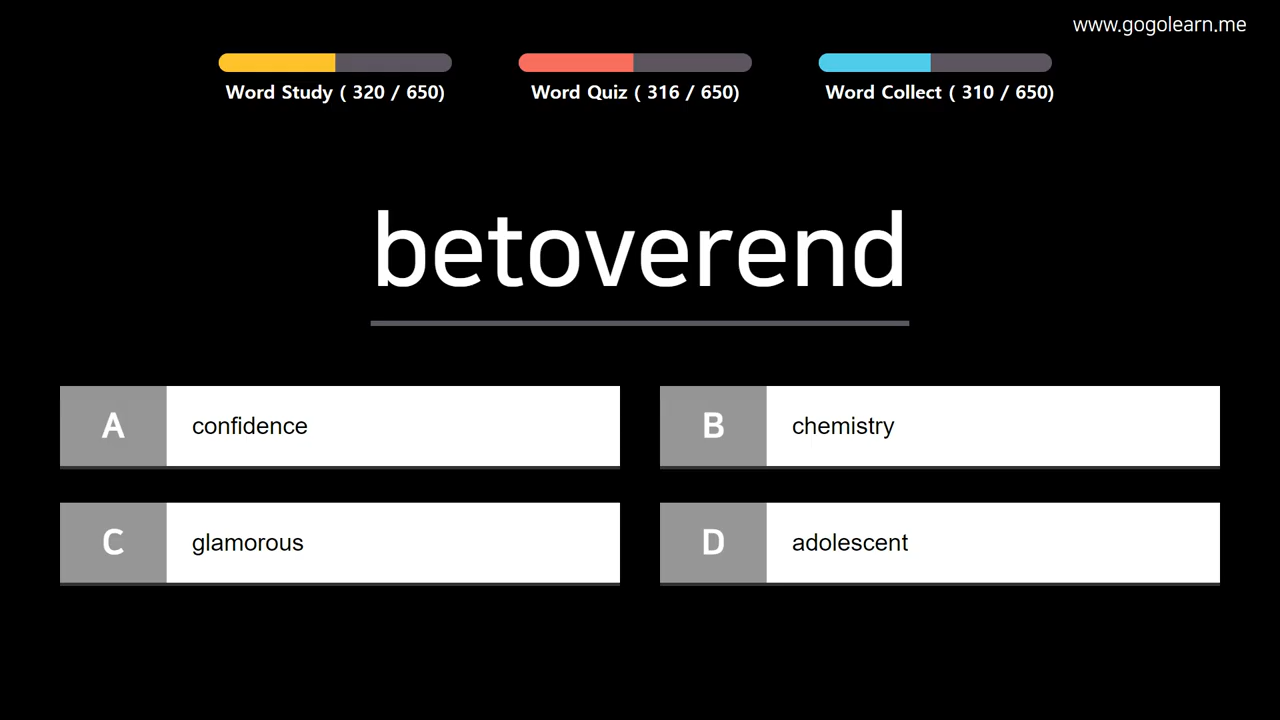 www.gogolearn.me
Word Study ( 320 / 650)
Word Quiz ( 316 / 650)
Word Collect ( 310 / 650)
betoverend
A confidence
B chemistry
C glamorous
D adolescent